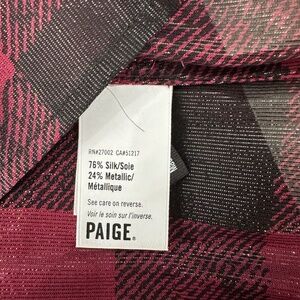 RN#27002 CA#51217
76% Silk/Soie
24% Metallic/
Métallique
See care on reverse.
Voir le soin sur l'inverse.
PAIGE®